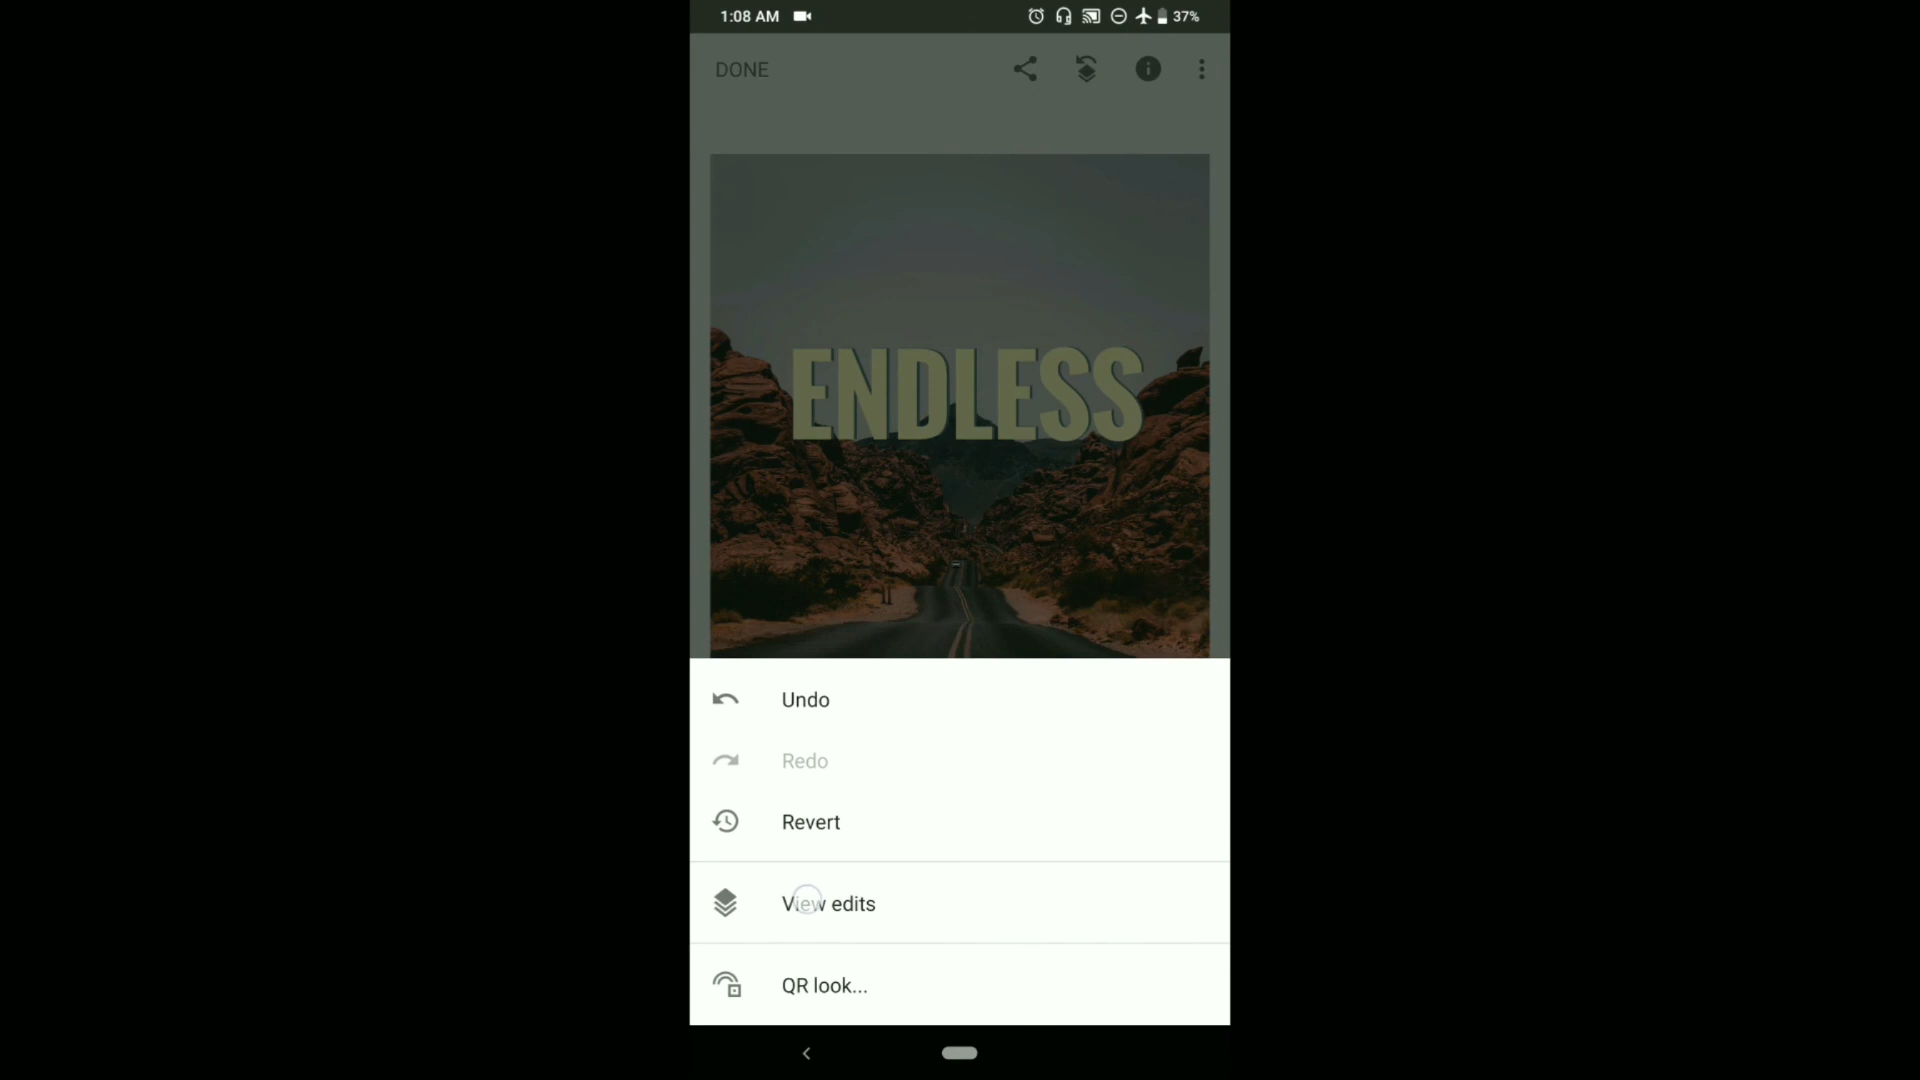 1:08 AM
37%
DONE
ENDLESS
Undo
Redo
Revert
View edits
QR look...